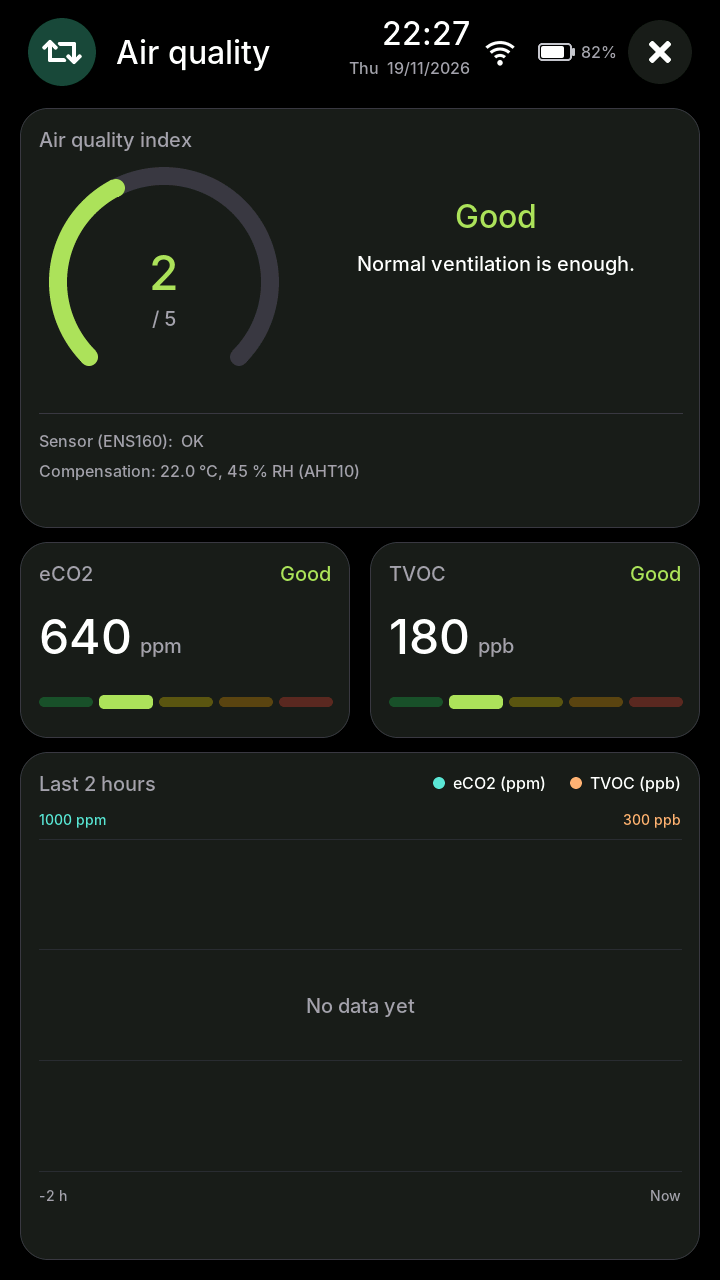 Air quality
22:27
Thu 19/11/2026
82%
Air quality index
2
/ 5
Good
Normal ventilation is enough.
Sensor (ENS160): OK
Compensation: 22.0 °C, 45 % RH (AHT10)
eCO2
Good
640 ppm
TVOC
Good
180 ppb
Last 2 hours
eCO2 (ppm)
TVOC (ppb)
1000 ppm
300 ppb
No data yet
-2 h
Now